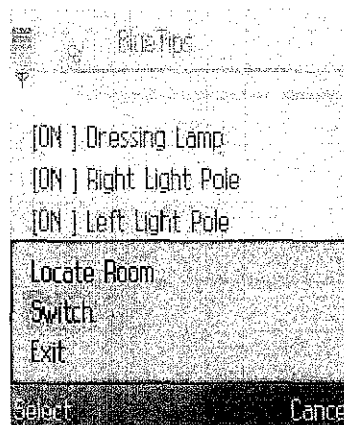 BlueTips
[ON ] Dressing Lamp
[ON ] Right Light Pole
[ON ] Left Light Pole
Locate Room
Switch
Exit
Select Cance